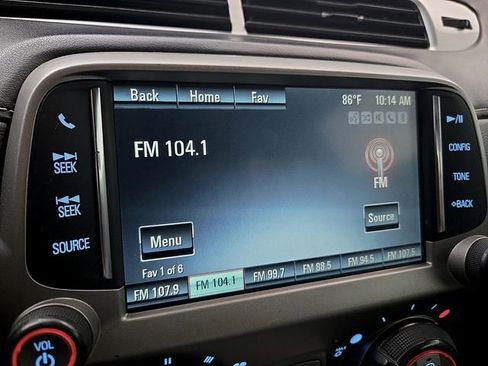 Back Home Fav 86°F 10:14 AM
FM 104.1
FM
Menu Source
Fav 1 of 6
FM 107.9 FM 104.1 FM 99.7 FM 88.5 FM 94.5 FM 107.5
SEEK
SEEK
SOURCE
VOL
CONFIG
TONE
BACK